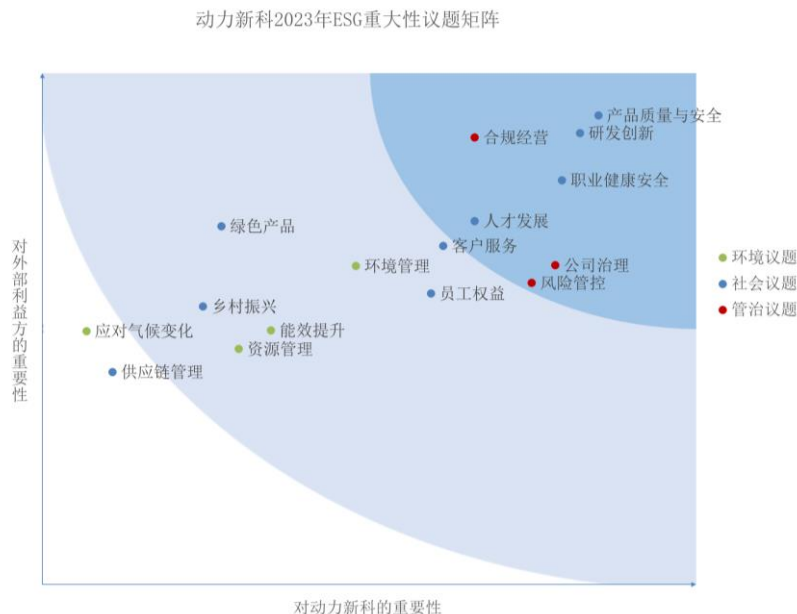 动力新科2023年ESG重大性议题矩阵
产品质量与安全
合规经营
研发创新
职业健康安全
人才发展
绿色产品
客户服务
环境管理
公司治理
风险管控
员工权益
乡村振兴
应对气候变化
能效提升
资源管理
供应链管理
对外部利益方的重要性
环境议题
社会议题
管治议题
对动力新科的重要性